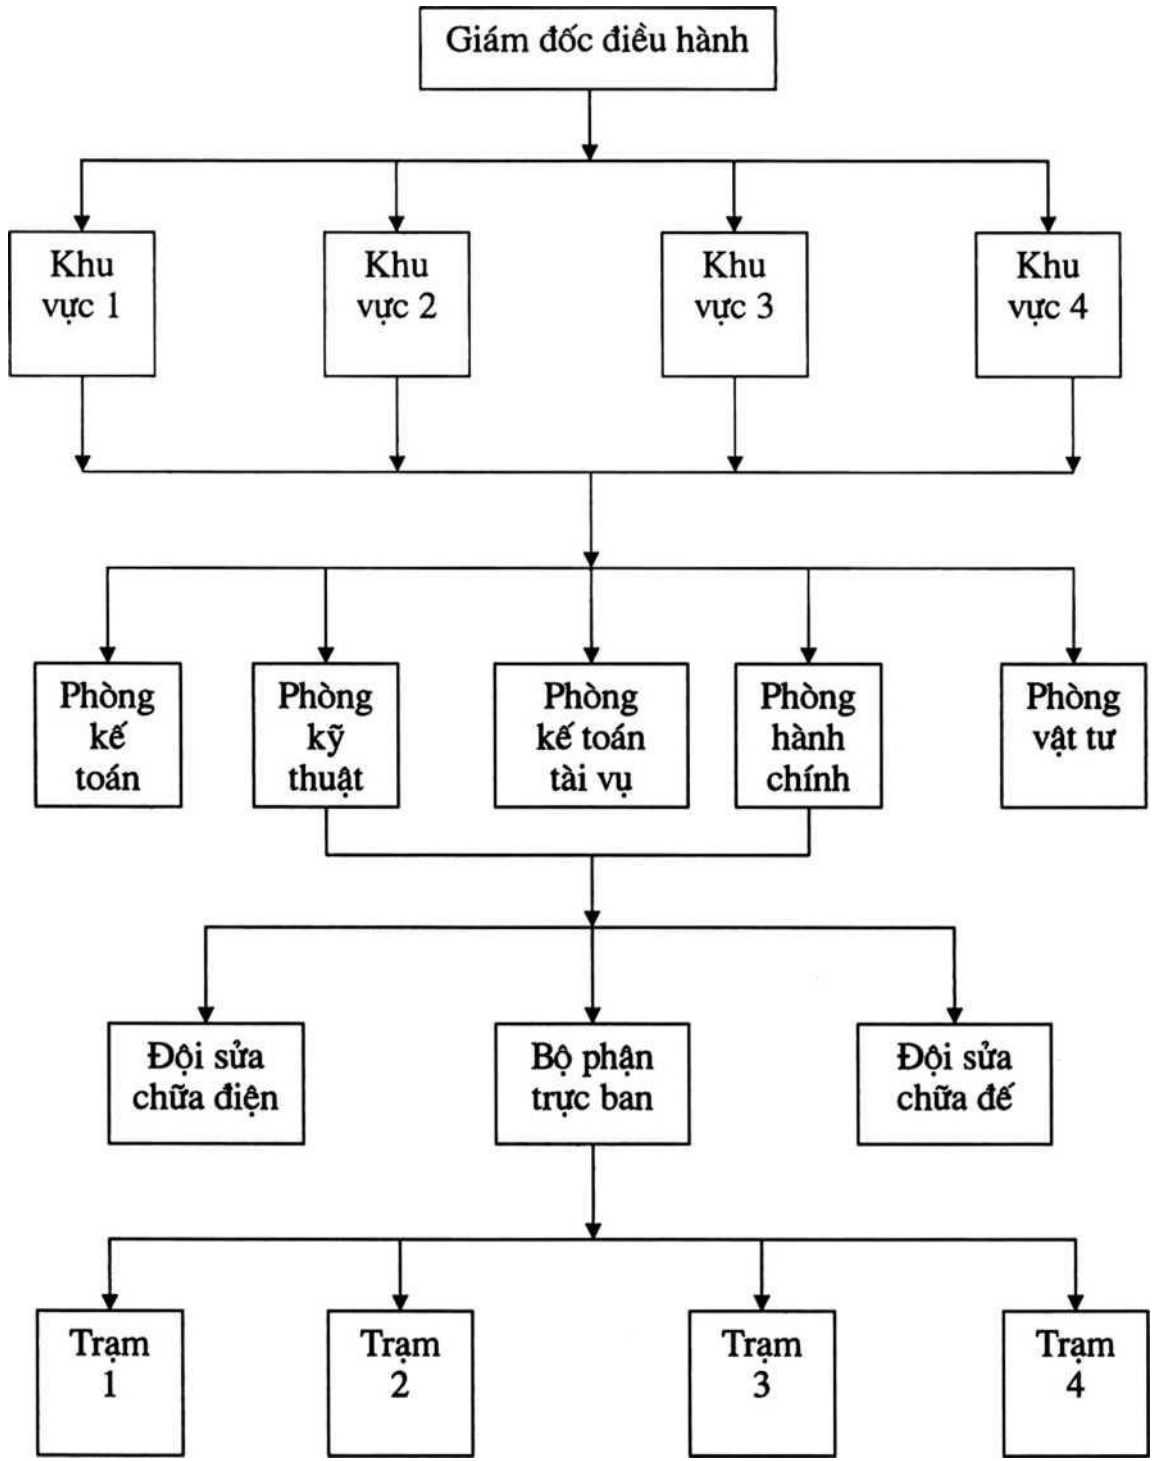 Giám đốc điều hành
Khu
vực 1
Khu
vực 2
Khu
vực 3
Khu
vực 4
Phòng
kế
toán
Phòng
kỹ
thuật
Phòng
kế toán
tài vụ
Phòng
hành
chính
Phòng
vật tư
Đội sửa
chữa điện
Bộ phận
trực ban
Đội sửa
chữa đế
Trạm
1
Trạm
2
Trạm
3
Trạm
4